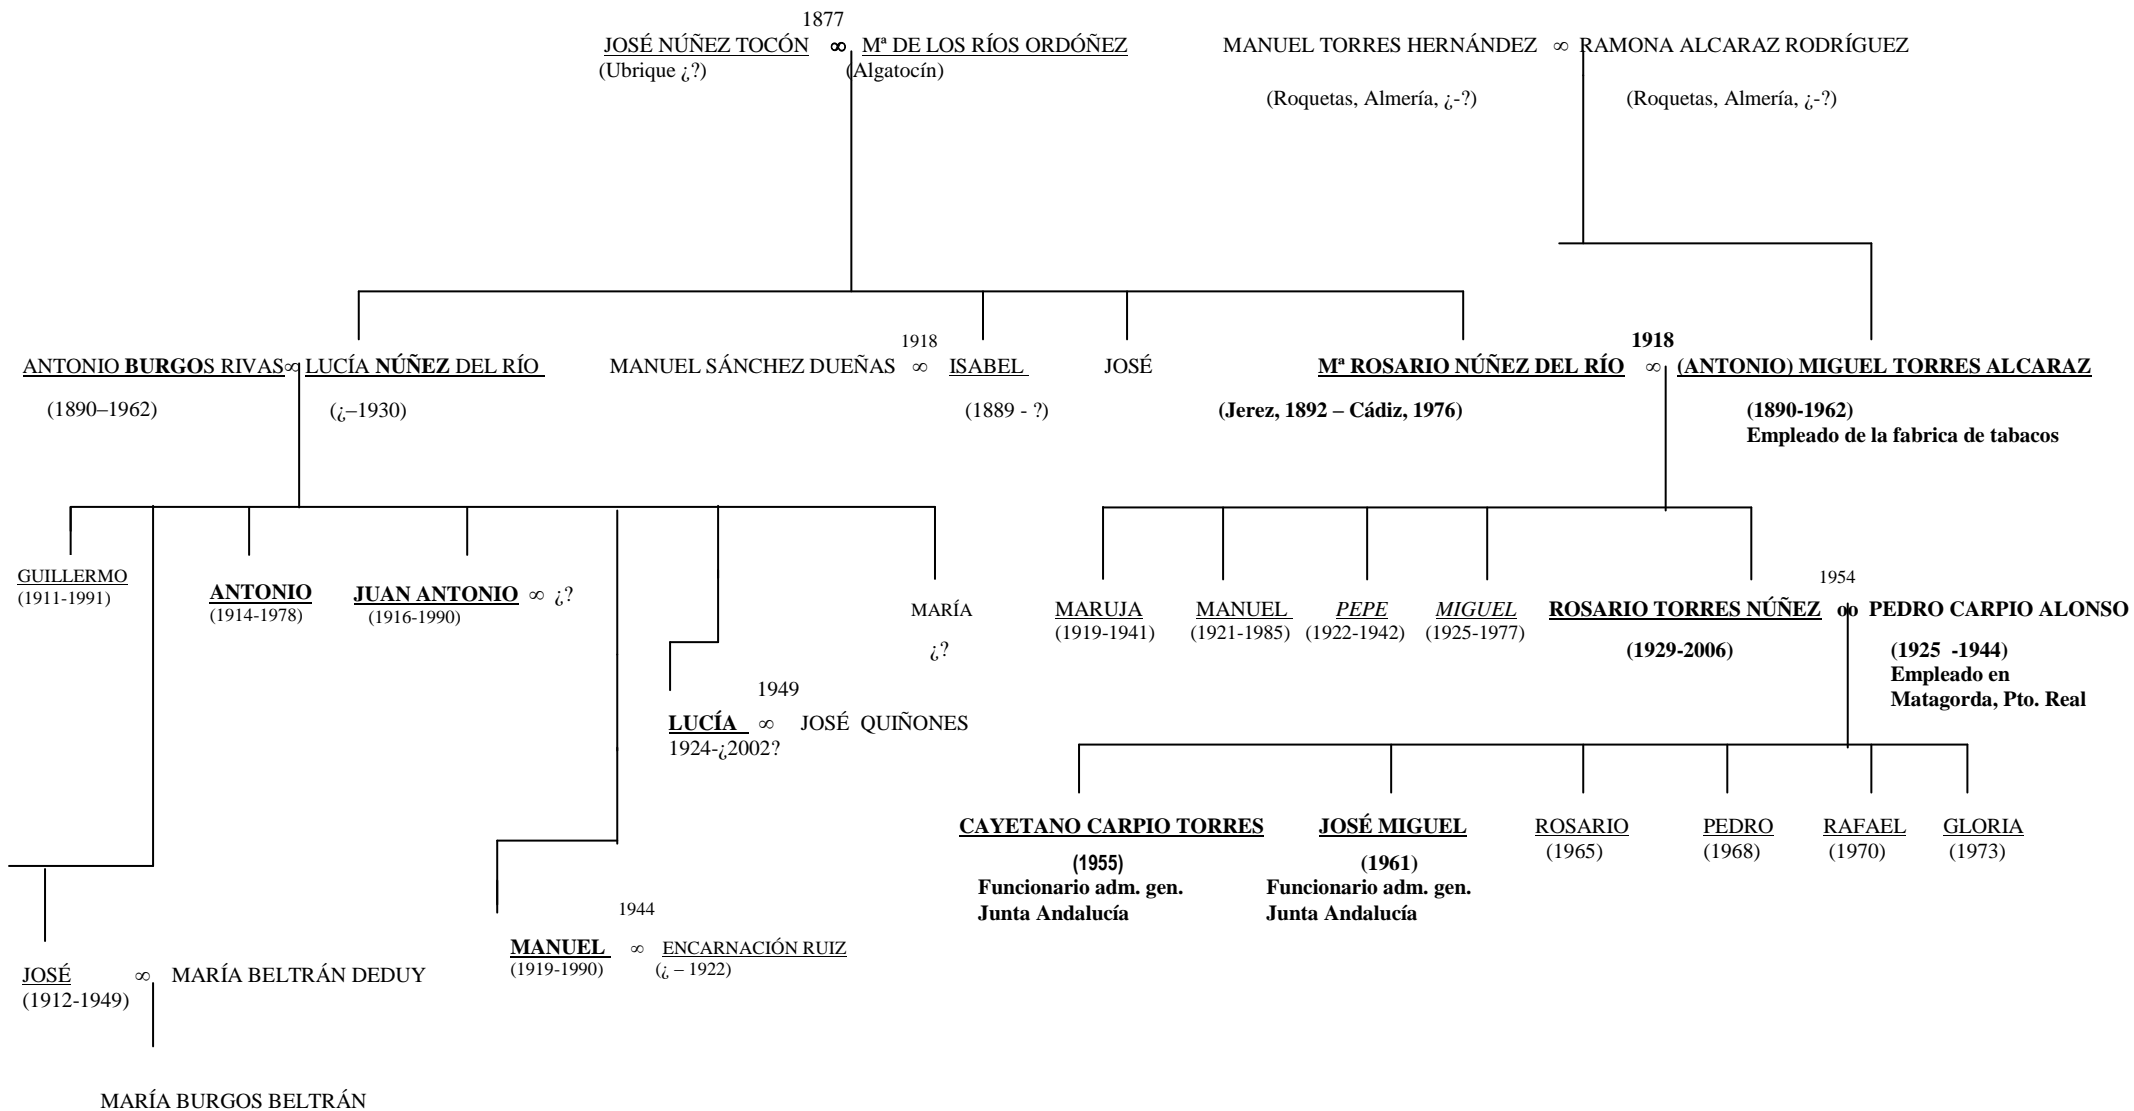 1877
JOSÉ NÚÑEZ TOCÓN ∞ Mª DE LOS RÍOS ORDÓÑEZ
(Ubrique ¿?) (Algatocín)
MANUEL TORRES HERNÁNDEZ ∞ RAMONA ALCARAZ RODRÍGUEZ
(Roquetas, Almería, ¿-?) (Roquetas, Almería, ¿-?)
ANTONIO BURGOS RIVAS∞ LUCÍA NÚÑEZ DEL RÍO
(1890–1962) (¿–1930)
1918
MANUEL SÁNCHEZ DUEÑAS ∞ ISABEL
(1889 - ?)
JOSÉ
1918
Mª ROSARIO NÚÑEZ DEL RÍO ∞ (ANTONIO) MIGUEL TORRES ALCARAZ
(Jerez, 1892 – Cádiz, 1976) (1890-1962)
Empleado de la fabrica de tabacos
GUILLERMO
(1911-1991)
ANTONIO
(1914-1978)
JUAN ANTONIO ∞ ¿?
(1916-1990)
MARÍA
¿?
MARUJA
(1919-1941)
MANUEL
(1921-1985)
PEPE
(1922-1942)
MIGUEL
(1925-1977)
1954
ROSARIO TORRES NÚÑEZ oo PEDRO CARPIO ALONSO
(1929-2006) (1925 -1944)
Empleado en
Matagorda, Pto. Real
1949
LUCÍA ∞ JOSÉ QUIÑONES
1924-¿2002?
CAYETANO CARPIO TORRES
(1955)
Funcionario adm. gen.
Junta Andalucía
JOSÉ MIGUEL
(1961)
Funcionario adm. gen.
Junta Andalucía
ROSARIO
(1965)
PEDRO
(1968)
RAFAEL
(1970)
GLORIA
(1973)
1944
MANUEL ∞ ENCARNACIÓN RUIZ
(1919-1990) (¿ – 1922)
JOSÉ ∞ MARÍA BELTRÁN DEDUY
(1912-1949)
MARÍA BURGOS BELTRÁN